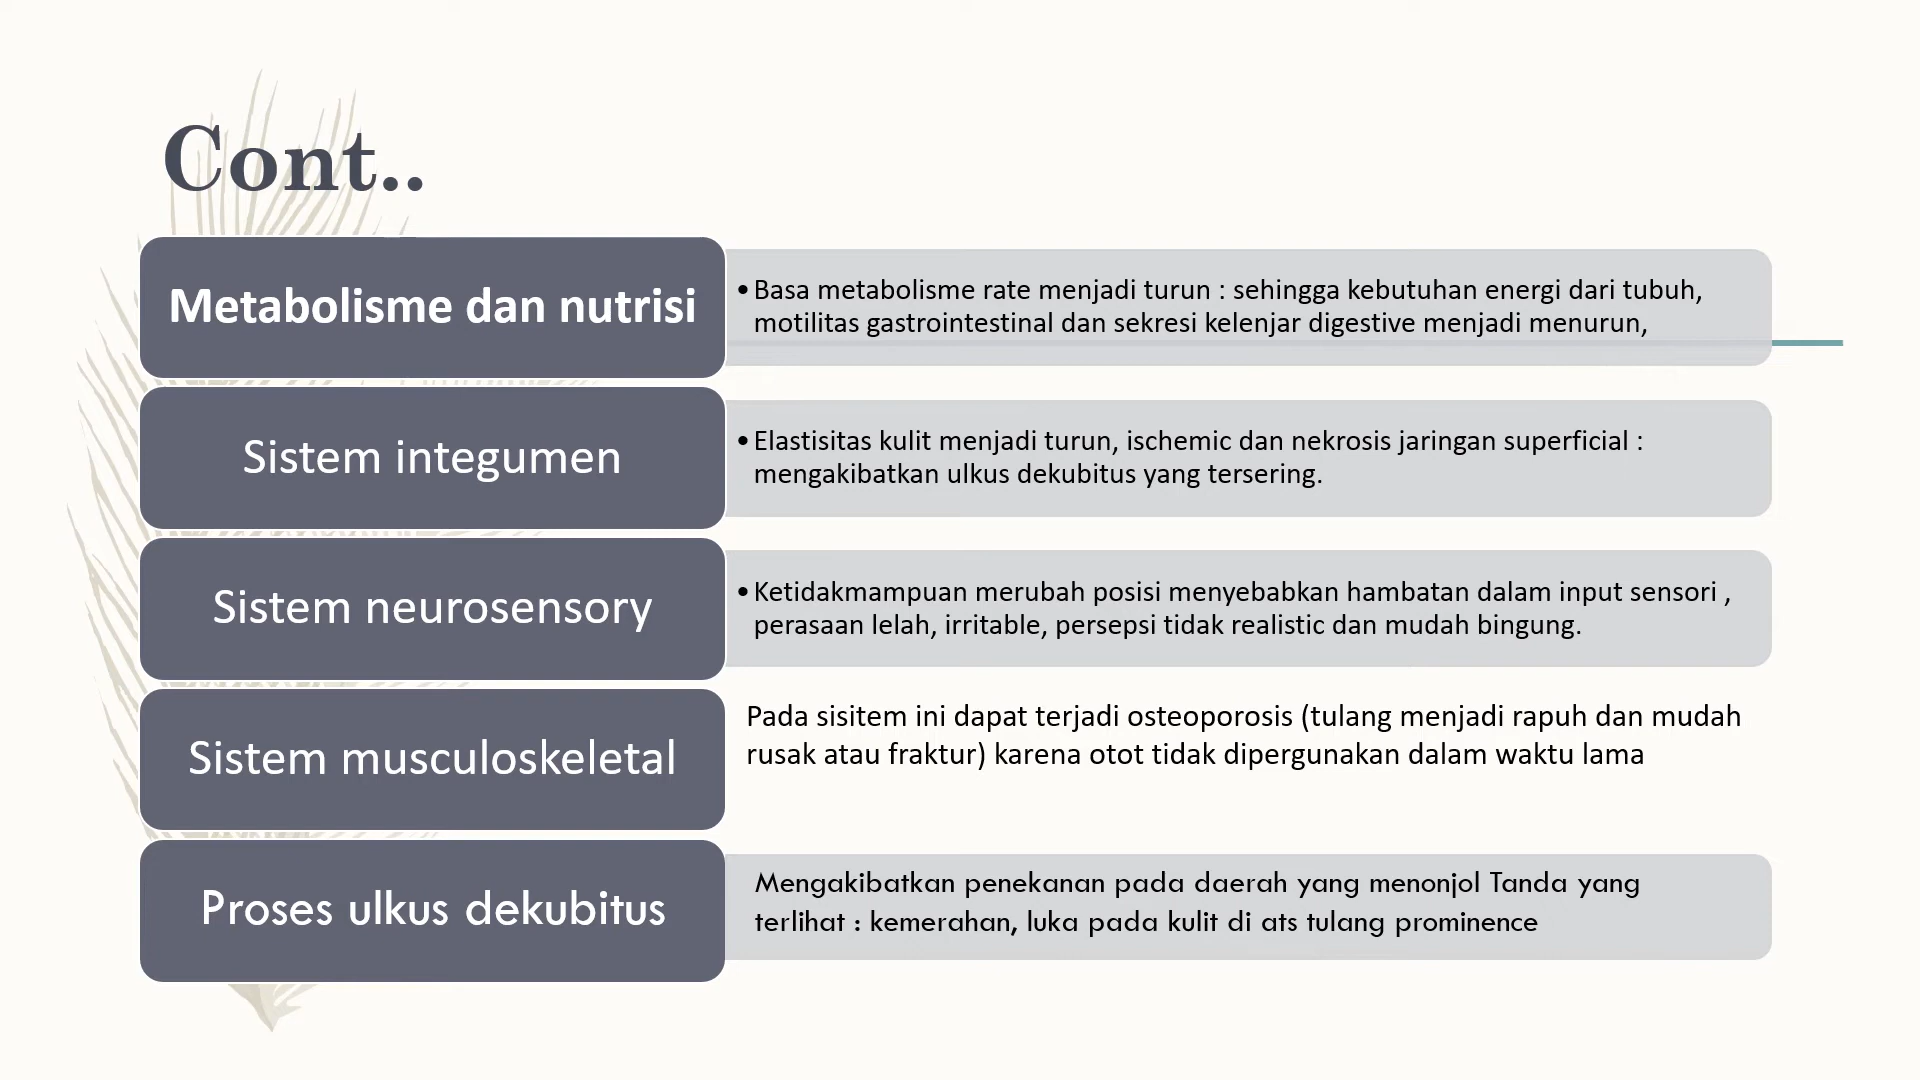 Cont..
Metabolisme dan nutrisi
•Basa metabolisme rate menjadi turun : sehingga kebutuhan energi dari tubuh,
motilitas gastrointestinal dan sekresi kelenjar digestive menjadi menurun,
Sistem integumen
•Elastisitas kulit menjadi turun, ischemic dan nekrosis jaringan superficial :
mengakibatkan ulkus dekubitus yang tersering.
Sistem neurosensory
•Ketidakmampuan merubah posisi menyebabkan hambatan dalam input sensori ,
perasaan lelah, irritable, persepsi tidak realistic dan mudah bingung.
Sistem musculoskeletal
Pada sisitem ini dapat terjadi osteoporosis (tulang menjadi rapuh dan mudah
rusak atau fraktur) karena otot tidak dipergunakan dalam waktu lama
Proses ulkus dekubitus
Mengakibatkan penekanan pada daerah yang menonjol Tanda yang
terlihat : kemerahan, luka pada kulit di ats tulang prominence